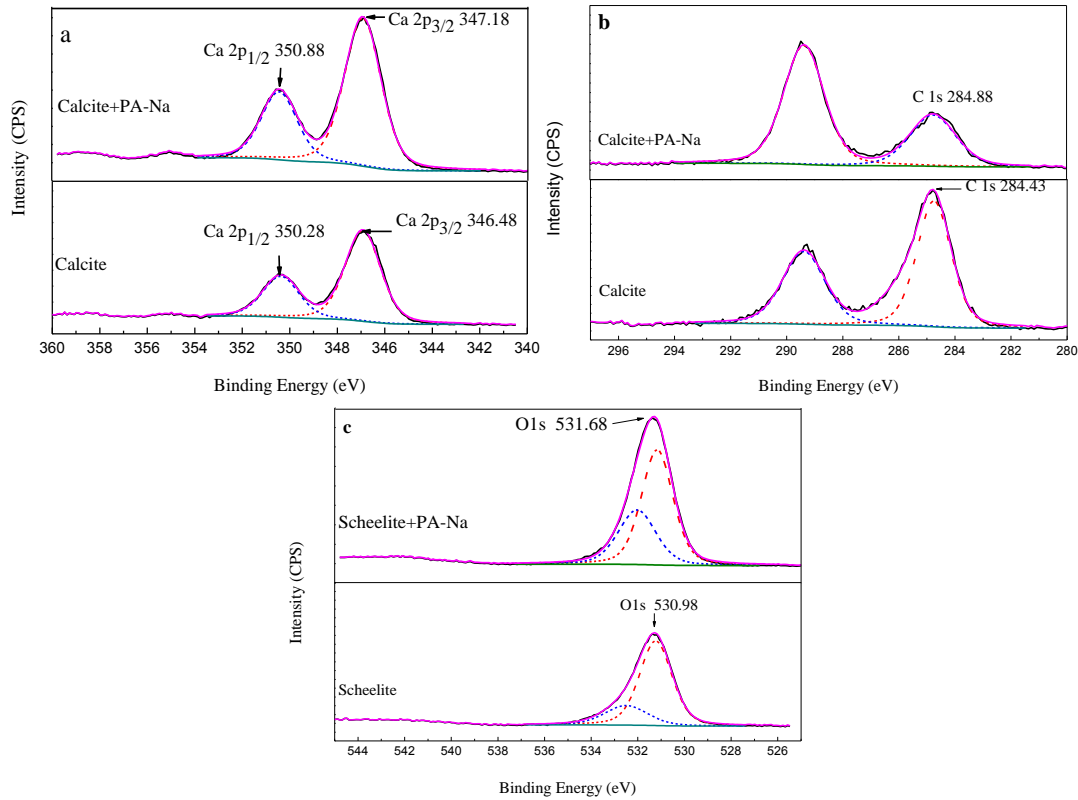 a
Ca 2p3/2 347.18
Ca 2p1/2 350.88
Calcite+PA-Na
Ca 2p1/2 350.28
Ca 2p3/2 346.48
Calcite
Intensity (CPS)
360 358 356 354 352 350 348 346 344 342 340
Binding Energy (eV)
b
C 1s 284.88
Calcite+PA-Na
C 1s 284.43
Calcite
Intensity (CPS)
296 294 292 290 288 286 284 282 280
Binding Energy (eV)
c
O1s 531.68
Scheelite+PA-Na
O1s 530.98
Scheelite
Intensity (CPS)
544 542 540 538 536 534 532 530 528 526
Binding Energy (eV)